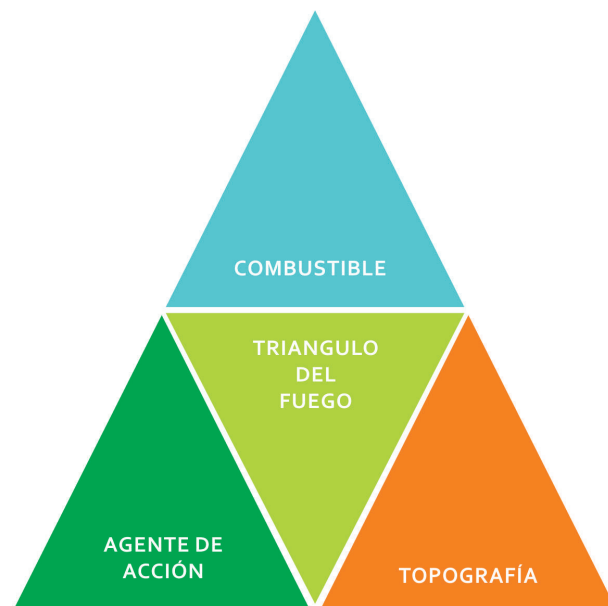 COMBUSTIBLE
TRIANGULO
DEL
FUEGO
AGENTE DE
ACCIÓN
TOPOGRAFÍA